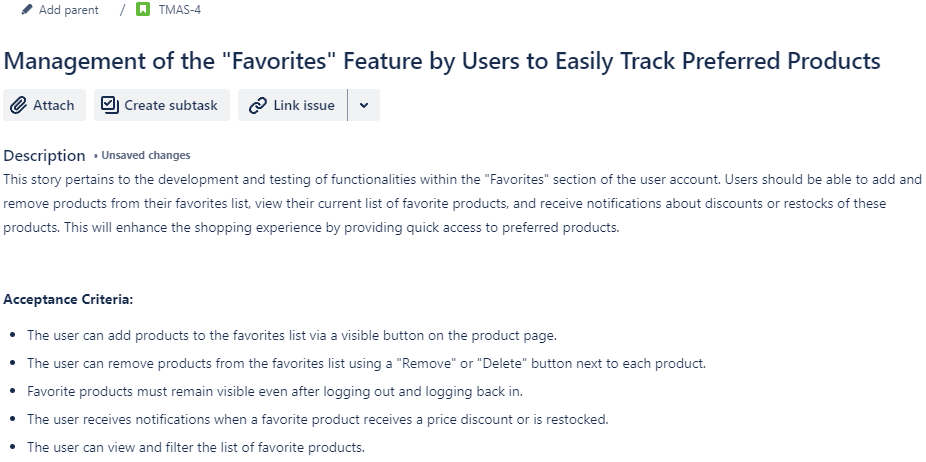 Add parent / TMAS-4
Management of the "Favorites" Feature by Users to Easily Track Preferred Products
Attach Create subtask Link issue
Description • Unsaved changes
This story pertains to the development and testing of functionalities within the "Favorites" section of the user account. Users should be able to add and
remove products from their favorites list, view their current list of favorite products, and receive notifications about discounts or restocks of these
products. This will enhance the shopping experience by providing quick access to preferred products.
Acceptance Criteria:
• The user can add products to the favorites list via a visible button on the product page.
• The user can remove products from the favorites list using a "Remove" or "Delete" button next to each product.
• Favorite products must remain visible even after logging out and logging back in.
• The user receives notifications when a favorite product receives a price discount or is restocked.
• The user can view and filter the list of favorite products.